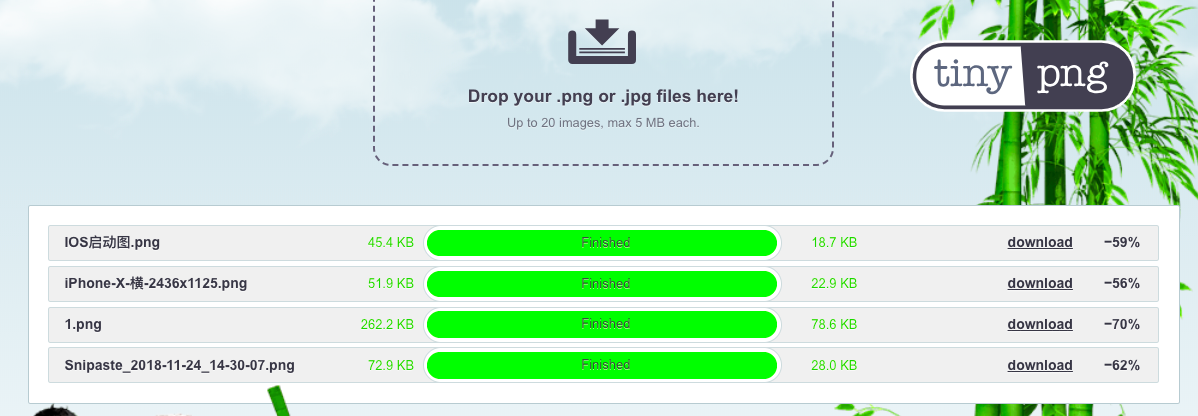 Drop your .png or .jpg files here!
Up to 20 images, max 5 MB each.
tiny png
IOS启动图.png 45.4 KB Finished 18.7 KB download −59%
iPhone-X-横-2436x1125.png 51.9 KB Finished 22.9 KB download −56%
1.png 262.2 KB Finished 78.6 KB download −70%
Snipaste_2018-11-24_14-30-07.png 72.9 KB Finished 28.0 KB download −62%